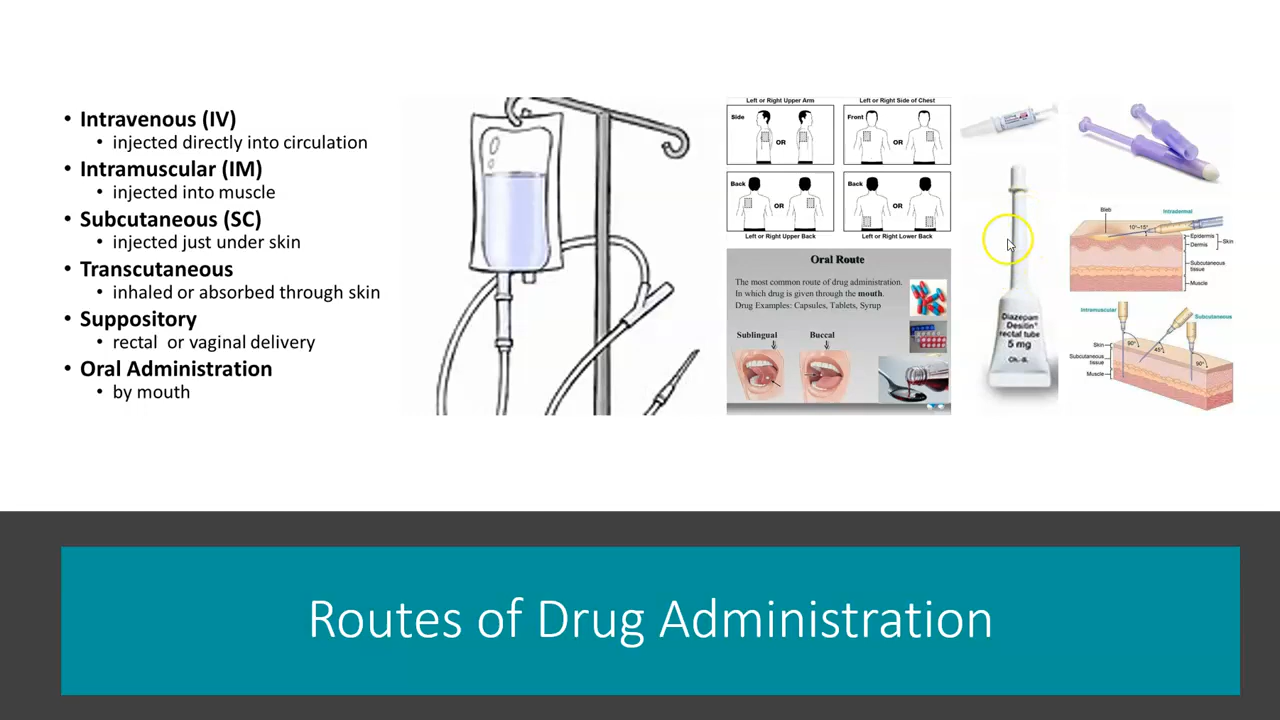 • Intravenous (IV)
• injected directly into circulation
• Intramuscular (IM)
• injected into muscle
• Subcutaneous (SC)
• injected just under skin
• Transcutaneous
• inhaled or absorbed through skin
• Suppository
• rectal or vaginal delivery
• Oral Administration
• by mouth
Left or Right Upper Arm
Side
OR
Left or Right Side of Chest
Front
OR
Back
OR
Left or Right Upper Back
Back
OR
Left or Right Lower Back
Oral Route
The most common route of drug administration.
In which drug is given through the mouth.
Drug Examples: Capsules, Tablets, Syrup
Sublingual
Buccal
Diazepam
Desitin®
rectal tube
5 mg
Ch.-B.
Bleb
Intradermal
10°–15°
Epidermis
Dermis
Skin
Subcutaneous
tissue
Muscle
Intramuscular
Subcutaneous
90°
45°
90°
Skin
Subcutaneous
tissue
Muscle
Routes of Drug Administration